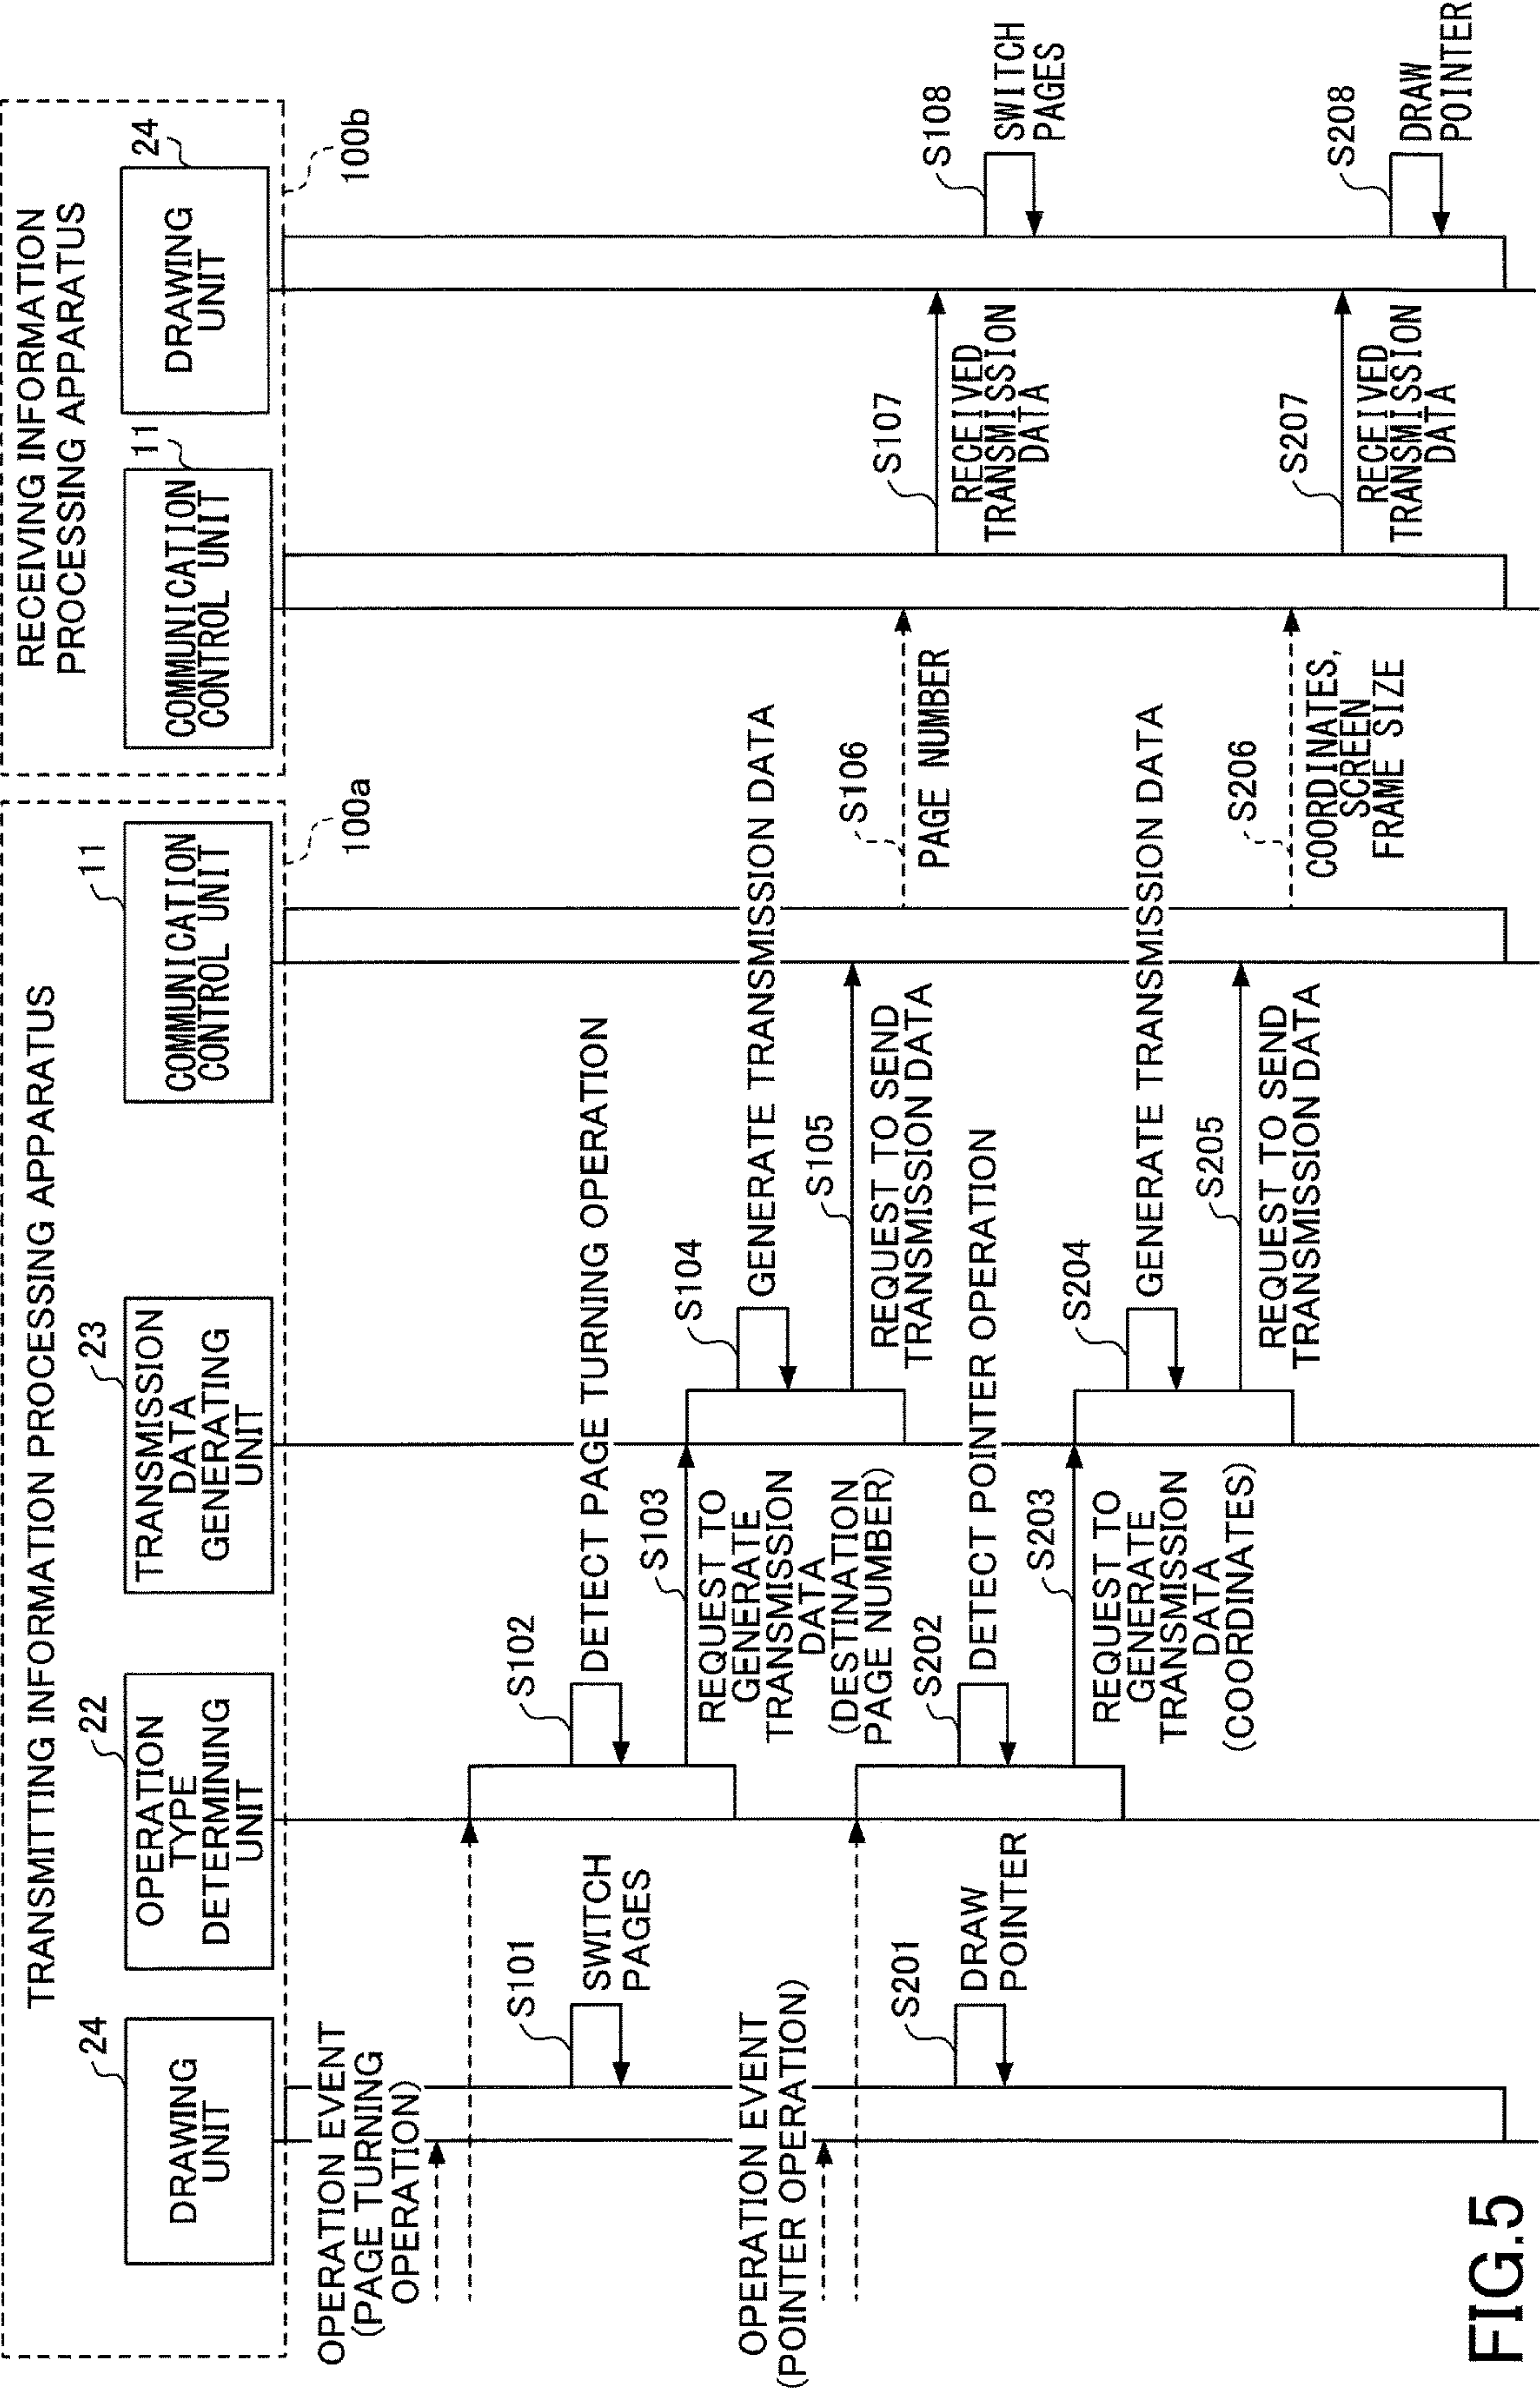 TRANSMITTING INFORMATION PROCESSING APPARATUS
RECEIVING INFORMATION
PROCESSING APPARATUS
24
DRAWING
UNIT
22
OPERATION
TYPE
DETERMINING
UNIT
23
TRANSMISSION
DATA
GENERATING
UNIT
11
COMMUNICATION
CONTROL UNIT
100a
11
COMMUNICATION
CONTROL UNIT
24
DRAWING
UNIT
100b
OPERATION EVENT
(PAGE TURNING
OPERATION)
S101
SWITCH
PAGES
S102
DETECT PAGE TURNING OPERATION
S103
REQUEST TO
GENERATE
TRANSMISSION
DATA
(DESTINATION
PAGE NUMBER)
S104
GENERATE TRANSMISSION DATA
S105
REQUEST TO SEND
TRANSMISSION DATA
S106
PAGE NUMBER
S107
RECEIVED
TRANSMISSION
DATA
S108
SWITCH
PAGES
OPERATION EVENT
(POINTER OPERATION)
S201
DRAW
POINTER
S202
DETECT POINTER OPERATION
S203
REQUEST TO
GENERATE
TRANSMISSION
DATA
(COORDINATES)
S204
GENERATE TRANSMISSION DATA
S205
REQUEST TO SEND
TRANSMISSION DATA
S206
COORDINATES,
SCREEN
FRAME SIZE
S207
RECEIVED
TRANSMISSION
DATA
S208
DRAW
POINTER
FIG.5